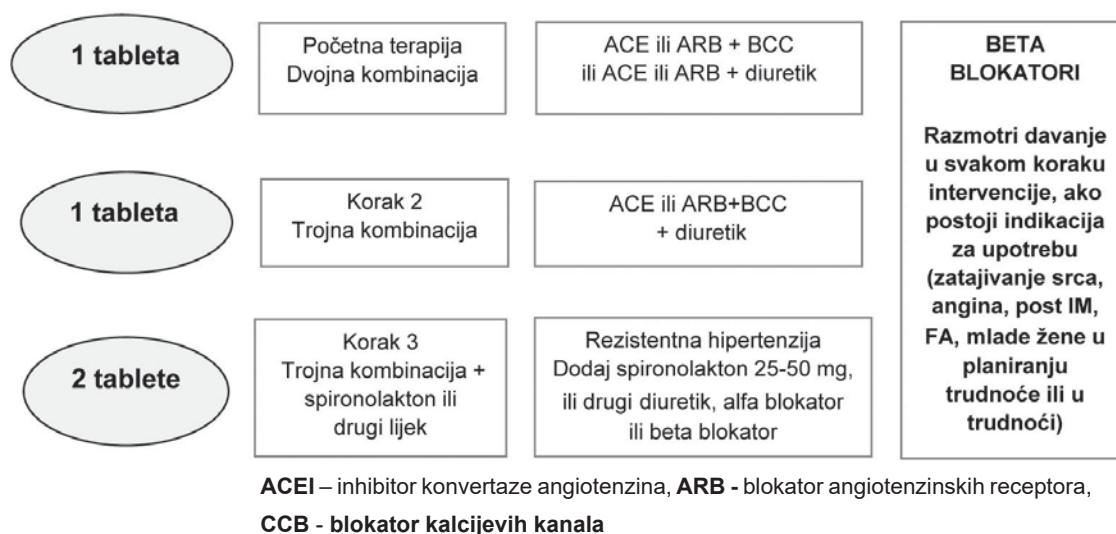 1 tableta
Početna terapija
Dvojna kombinacija
ACE ili ARB + BCC
ili ACE ili ARB + diuretik
1 tableta
Korak 2
Trojna kombinacija
ACE ili ARB+BCC
+ diuretik
2 tablete
Korak 3
Trojna kombinacija +
spironolakton ili
drugi lijek
Rezistentna hipertenzija
Dodaj spironolakton 25-50 mg,
ili drugi diuretik, alfa blokator
ili beta blokator
BETA
BLOKATORI
Razmotri davanje
u svakom koraku
intervencije, ako
postoji indikacija
za upotrebu
(zatajivanje srca,
angina, post IM,
FA, mlade žene u
planiranju
trudnoće ili u
trudnoći)
ACEI – inhibitor konvertaze angiotenzina, ARB - blokator angiotenzinskih receptora,
CCB - blokator kalcijevih kanala